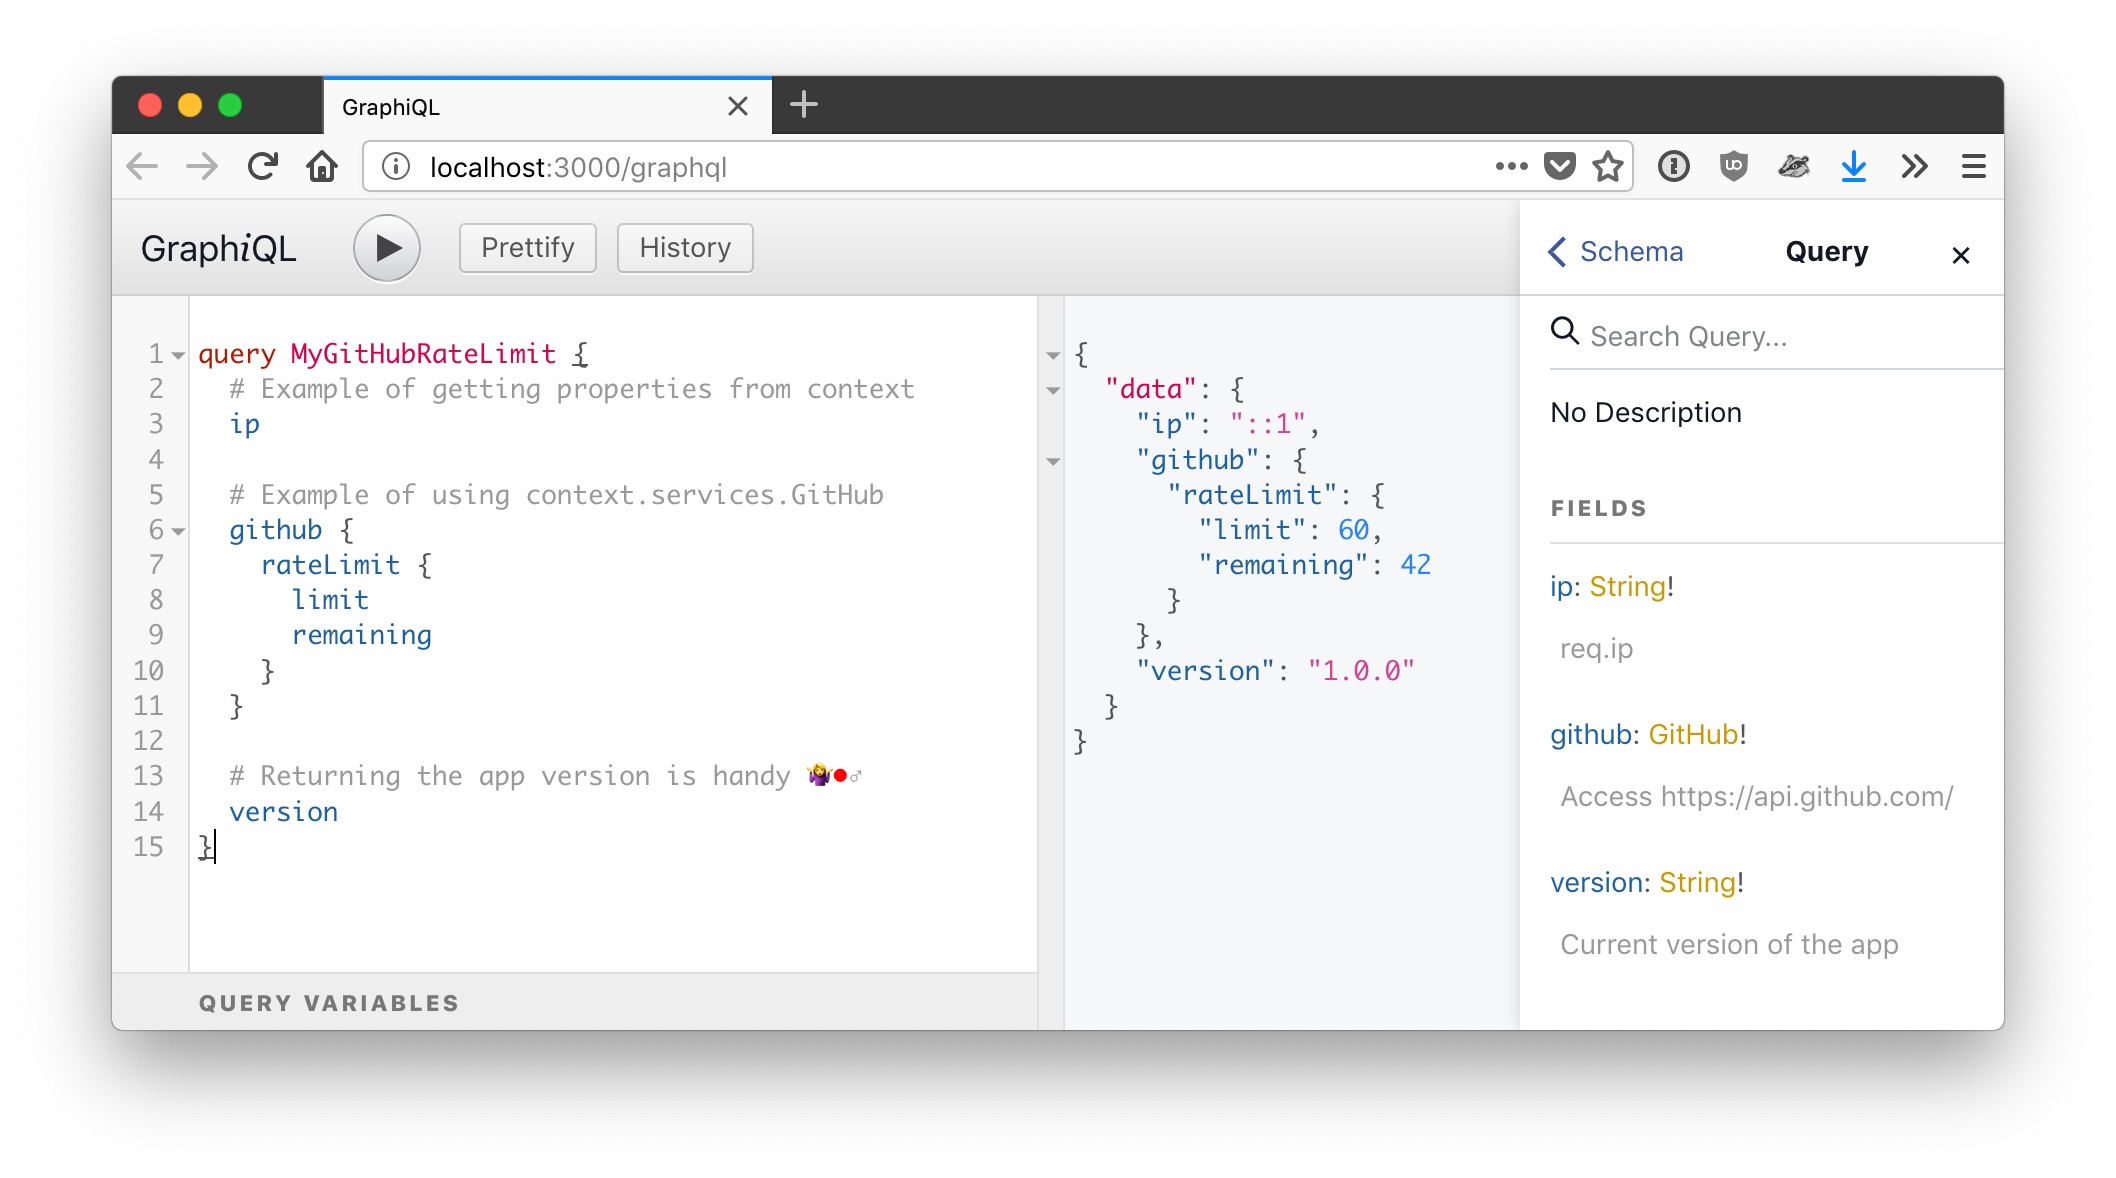 GraphiQL
localhost:3000/graphql
GraphiQL
Prettify
History
1 query MyGitHubRateLimit {
2 # Example of getting properties from context
3 ip
4
5 # Example of using context.services.GitHub
6 github {
7 rateLimit {
8 limit
9 remaining
10 }
11 }
12
13 # Returning the app version is handy 🤷‍♀️🔴♂
14 version
15 }
QUERY VARIABLES
{
"data": {
"ip": "::1",
"github": {
"rateLimit": {
"limit": 60,
"remaining": 42
}
},
"version": "1.0.0"
}
}
Schema
Query
Search Query...
No Description
FIELDS
ip: String!
req.ip
github: GitHub!
Access https://api.github.com/
version: String!
Current version of the app